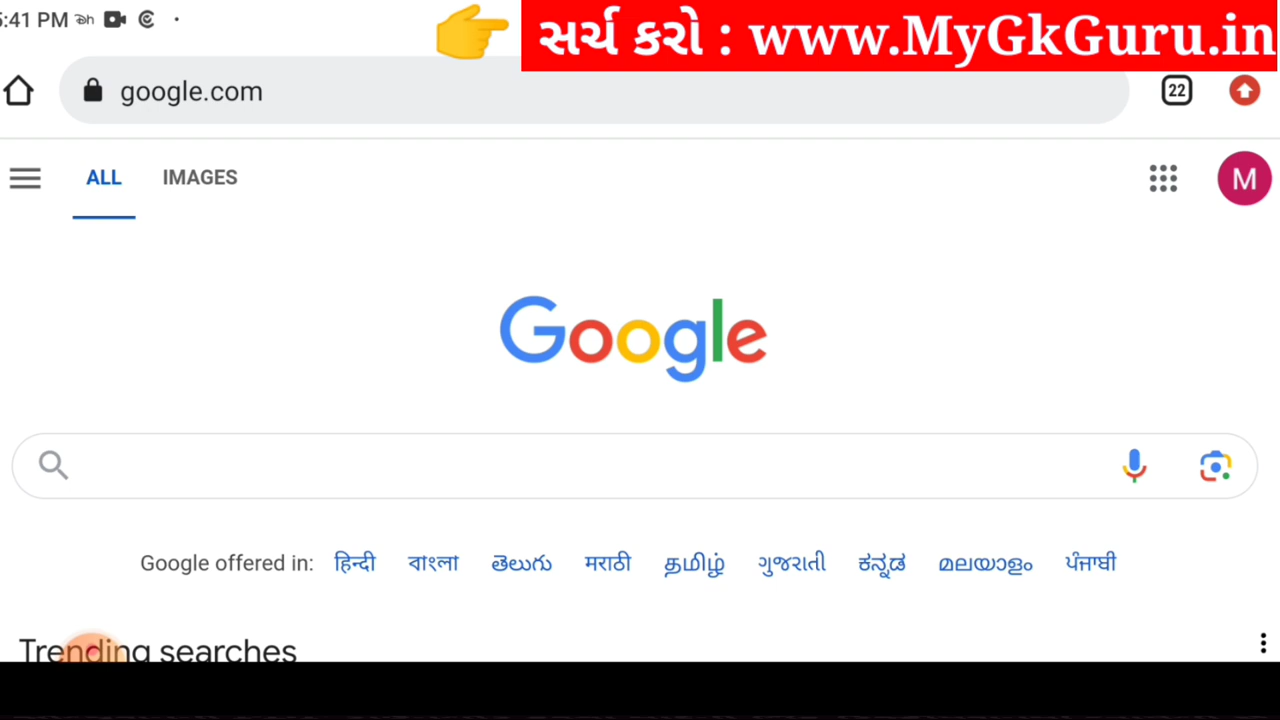 5:41 PM
સર્ચ કરો : www.MyGkGuru.in
google.com
22
ALL IMAGES
M
Google
Google offered in: हिन्दी বাংলা తెలుగు मराठी தமிழ் ગુજરાતી ಕನ್ನಡ മലയാളം ਪੰਜਾਬੀ
Trending searches